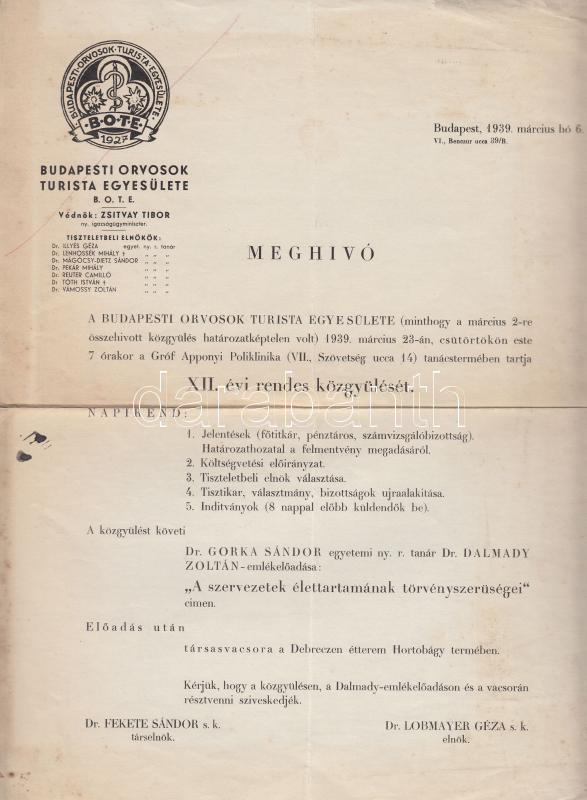 BUDAPESTI·ORVOSOK·TURISTA·EGYESÜLETE
·B·O·T·E·
1927
Budapest, 1939. március hó 6.
VI., Benczur ucca 39/B.
BUDAPESTI ORVOSOK
TURISTA EGYESÜLETE
B. O. T. E.
Védnök: ZSITVAY TIBOR
ny. igazságügyminiszter.
TISZTELETBELI ELNÖKÖK:
Dr. ILLYÉS GÉZA egyet. ny. r. tanár
Dr. LENHOSSÉK MIHÁLY † „ „ „
Dr. MÁGÓCSY-DIETZ SÁNDOR „ „ „
Dr. PEKÁR MIHÁLY „ „ „
Dr. REUTER CAMILLÓ „ „ „
Dr. TÓTH ISTVÁN † „ „ „
Dr. VÁMOSSY ZOLTÁN „ „ „
MEGHIVÓ
A BUDAPESTI ORVOSOK TURISTA EGYESÜLETE (minthogy a március 2-re
összehivott közgyülés határozatképtelen volt) 1939. március 23-án, csütörtökön este
7 órakor a Gróf Apponyi Poliklinika (VII., Szövetség ucca 14) tanácstermében tartja
XII. évi rendes közgyülését.
NAPIREND:
1. Jelentések (főtitkár, pénztáros, számvizsgálóbizottság).
Határozathozatal a felmentvény megadásáról.
2. Költségvetési előirányzat.
3. Tiszteletbeli elnök választása.
4. Tisztikar, választmány, bizottságok ujraalakitása.
5. Inditványok (8 nappal előbb küldendők be).
A közgyülést követi
Dr. GORKA SÁNDOR egyetemi ny. r. tanár Dr. DALMADY
ZOLTÁN-emlékelőadása:
„A szervezetek élettartamának törvényszerüségei“
cimen.
Előadás után
társasvacsora a Debreczen étterem Hortobágy termében.
Kérjük, hogy a közgyülésen, a Dalmady-emlékelőadáson és a vacsorán
résztvenni sziveskedjék.
Dr. FEKETE SÁNDOR s. k.
társelnök.
Dr. LOBMAYER GÉZA s. k.
elnök.
darabanth